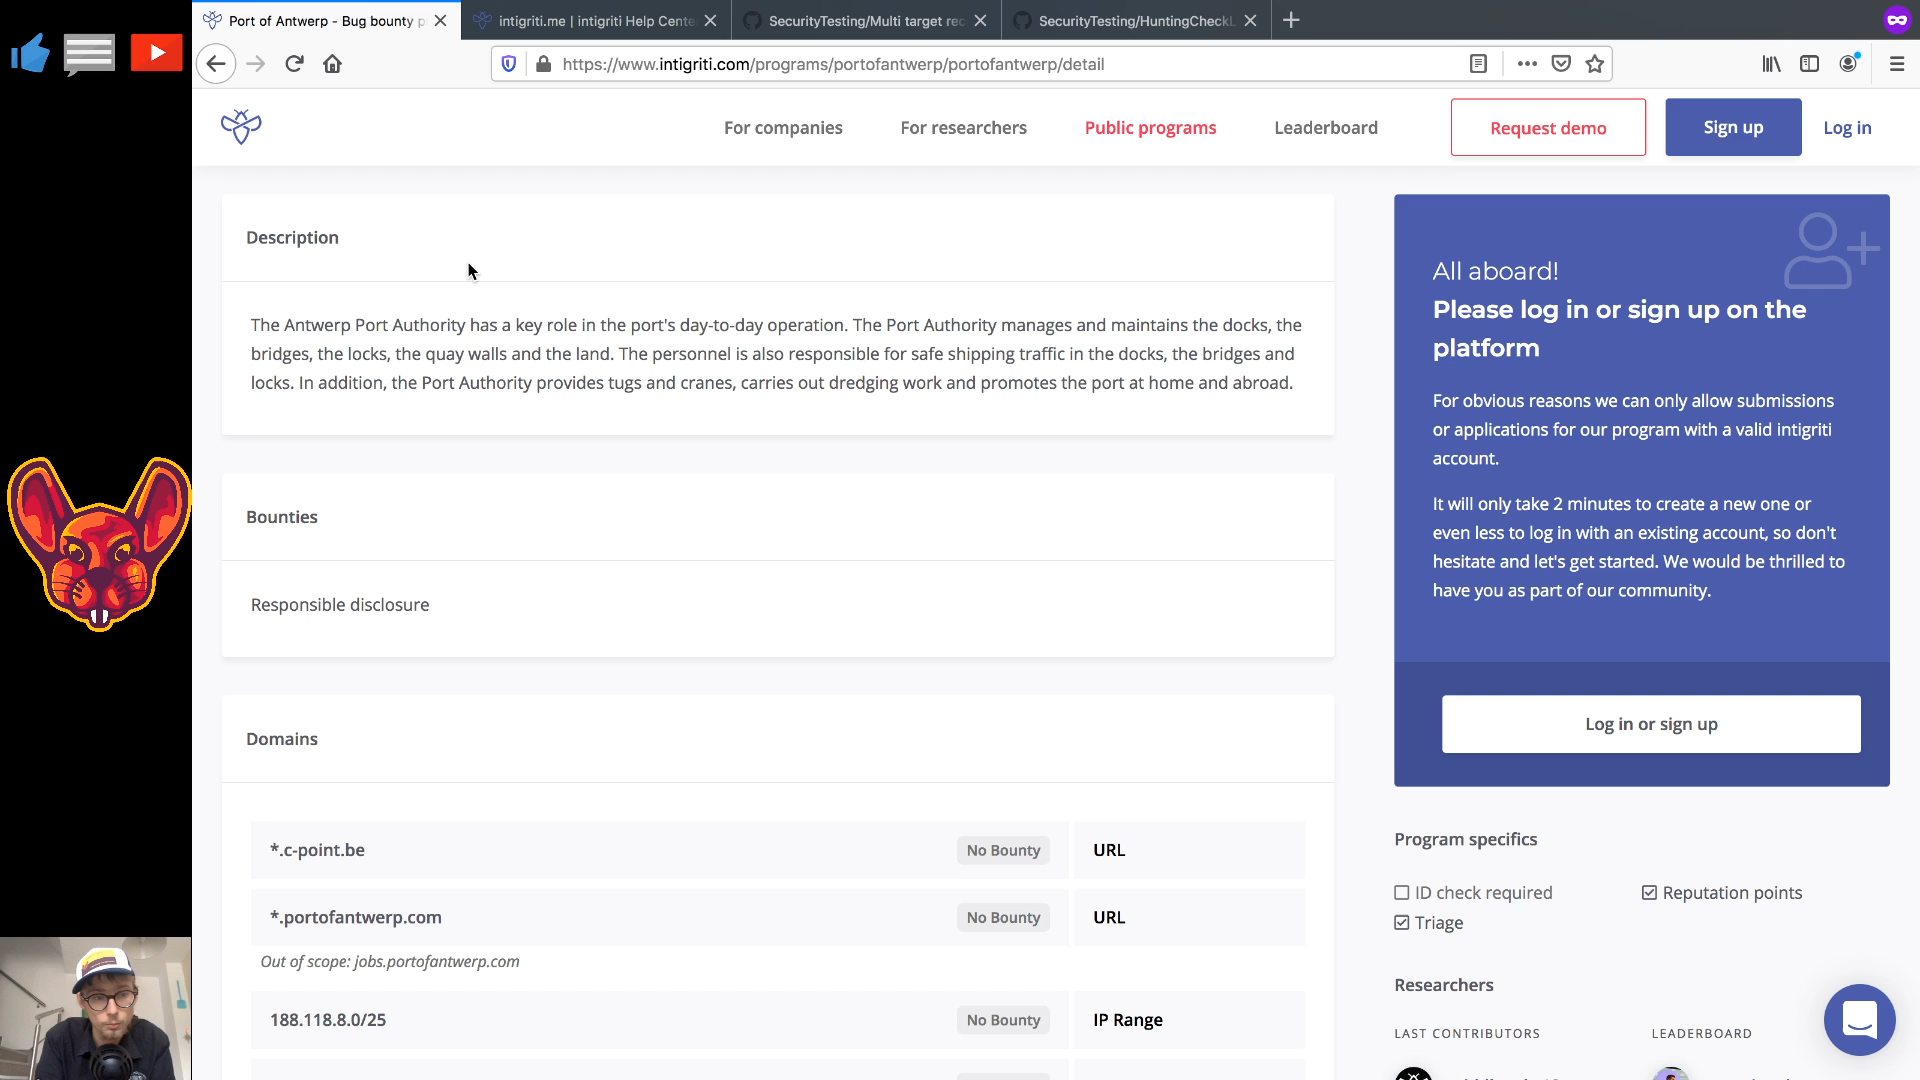 Port of Antwerp - Bug bounty p
intigriti.me | intigriti Help Cente
SecurityTesting/Multi target rec
SecurityTesting/HuntingCheckL
https://www.intigriti.com/programs/portofantwerp/portofantwerp/detail
For companies
For researchers
Public programs
Leaderboard
Request demo
Sign up
Log in
Description
The Antwerp Port Authority has a key role in the port's day-to-day operation. The Port Authority manages and maintains the docks, the
bridges, the locks, the quay walls and the land. The personnel is also responsible for safe shipping traffic in the docks, the bridges and
locks. In addition, the Port Authority provides tugs and cranes, carries out dredging work and promotes the port at home and abroad.
Bounties
Responsible disclosure
Domains
*.c-point.be No Bounty URL
*.portofantwerp.com No Bounty URL
Out of scope: jobs.portofantwerp.com
188.118.8.0/25 No Bounty IP Range
All aboard!
Please log in or sign up on the
platform
For obvious reasons we can only allow submissions
or applications for our program with a valid intigriti
account.
It will only take 2 minutes to create a new one or
even less to log in with an existing account, so don't
hesitate and let's get started. We would be thrilled to
have you as part of our community.
Log in or sign up
Program specifics
ID check required
Reputation points
Triage
Researchers
LAST CONTRIBUTORS
LEADERBOARD